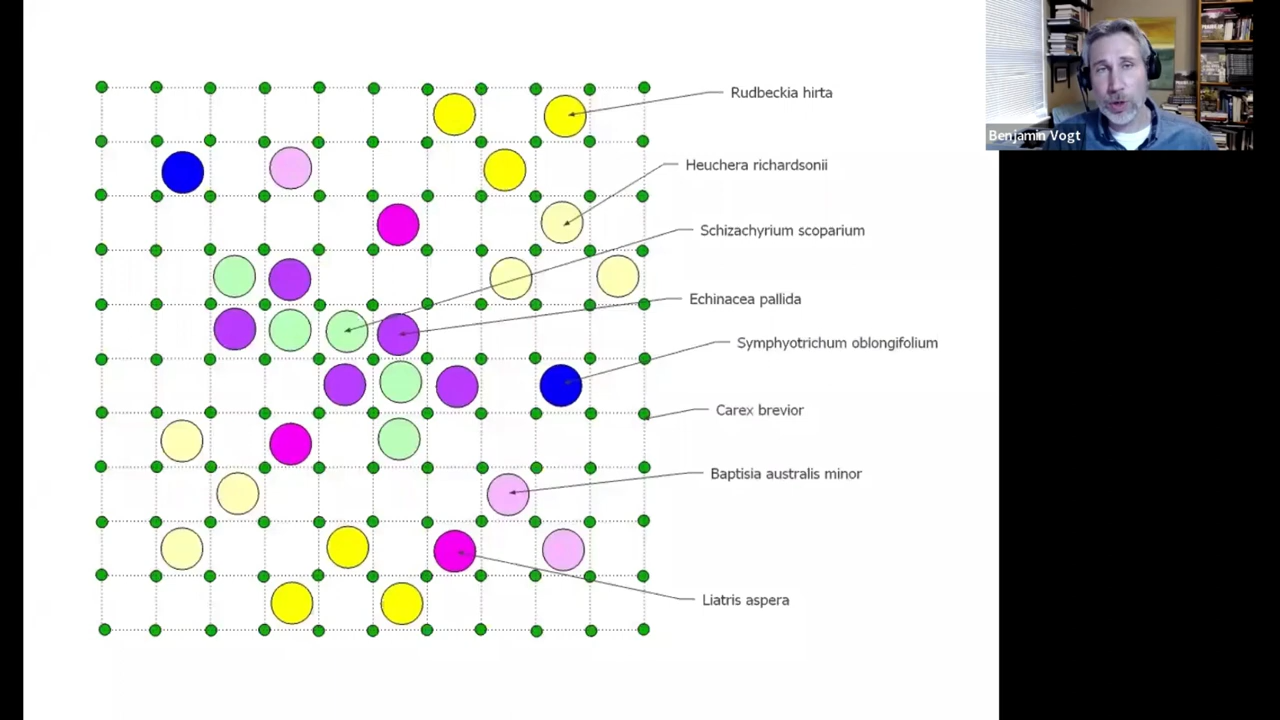 Rudbeckia hirta
Benjamin Vogt
Heuchera richardsonii
Schizachyrium scoparium
Echinacea pallida
Symphyotrichum oblongifolium
Carex brevior
Baptisia australis minor
Liatris aspera